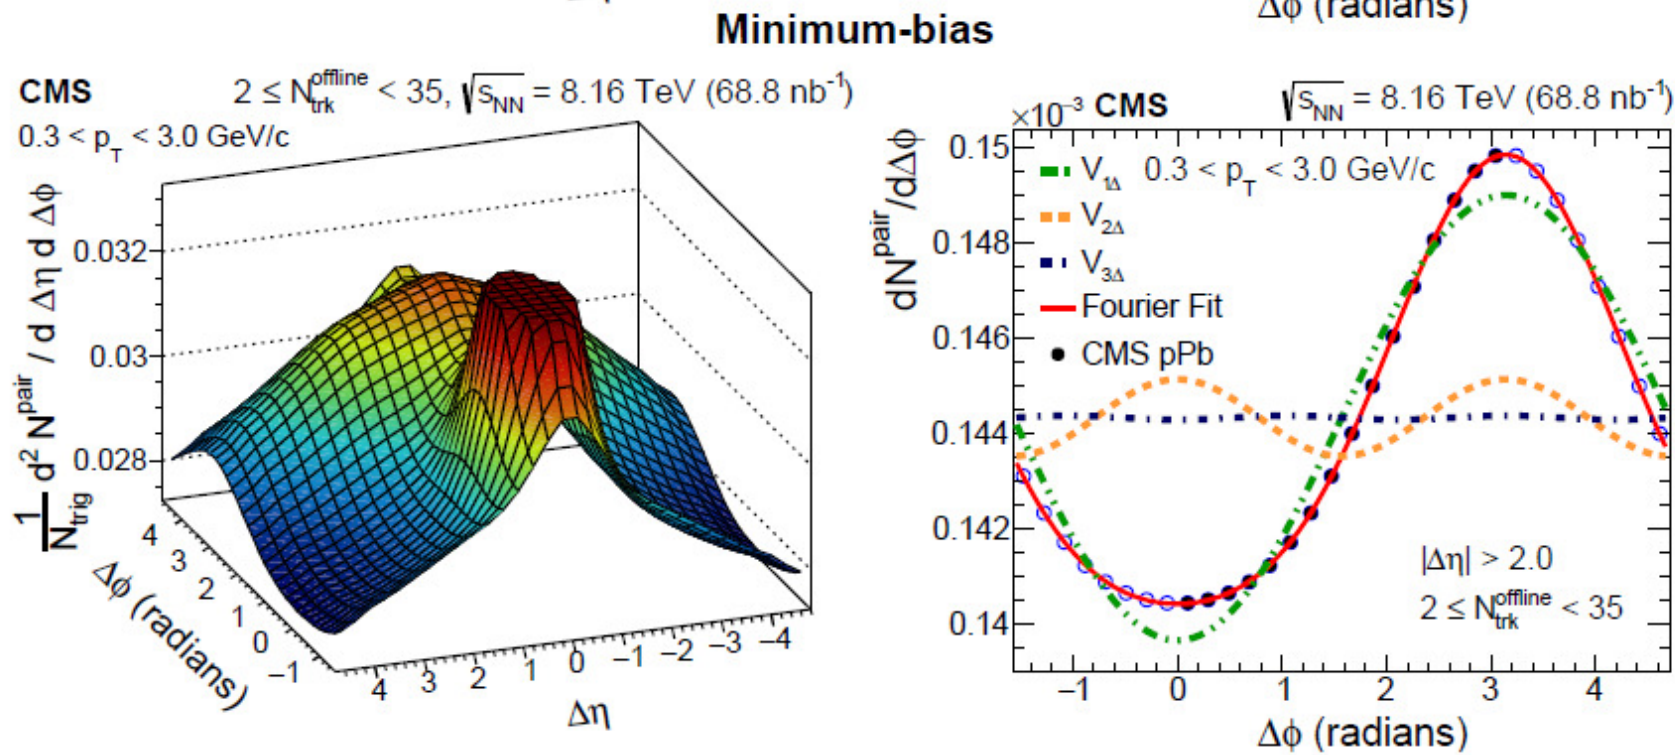 Δϕ (radians)
Minimum-bias
CMS
2 ≤ N_trk^offline < 35, √s_NN = 8.16 TeV (68.8 nb⁻¹)
0.3 < p_T < 3.0 GeV/c
1/N_trig d² N^pair / d Δη d Δϕ
0.032
0.03
0.028
4
3
2
1
0
−1
Δϕ (radians)
4 3 2 1 0 −1 −2 −3 −4
Δη
×10⁻³ CMS
√s_NN = 8.16 TeV (68.8 nb⁻¹)
dN^pair/dΔϕ
0.15
0.148
0.146
0.144
0.142
0.14
V_1Δ 0.3 < p_T < 3.0 GeV/c
V_2Δ
V_3Δ
Fourier Fit
CMS pPb
|Δη| > 2.0
2 ≤ N_trk^offline < 35
−1 0 1 2 3 4
Δϕ (radians)